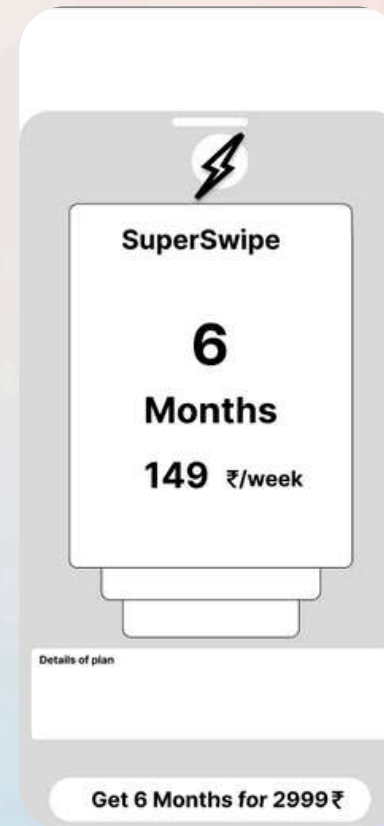 SuperSwipe
6
Months
149 ₹/week
Details of plan
Get 6 Months for 2999₹